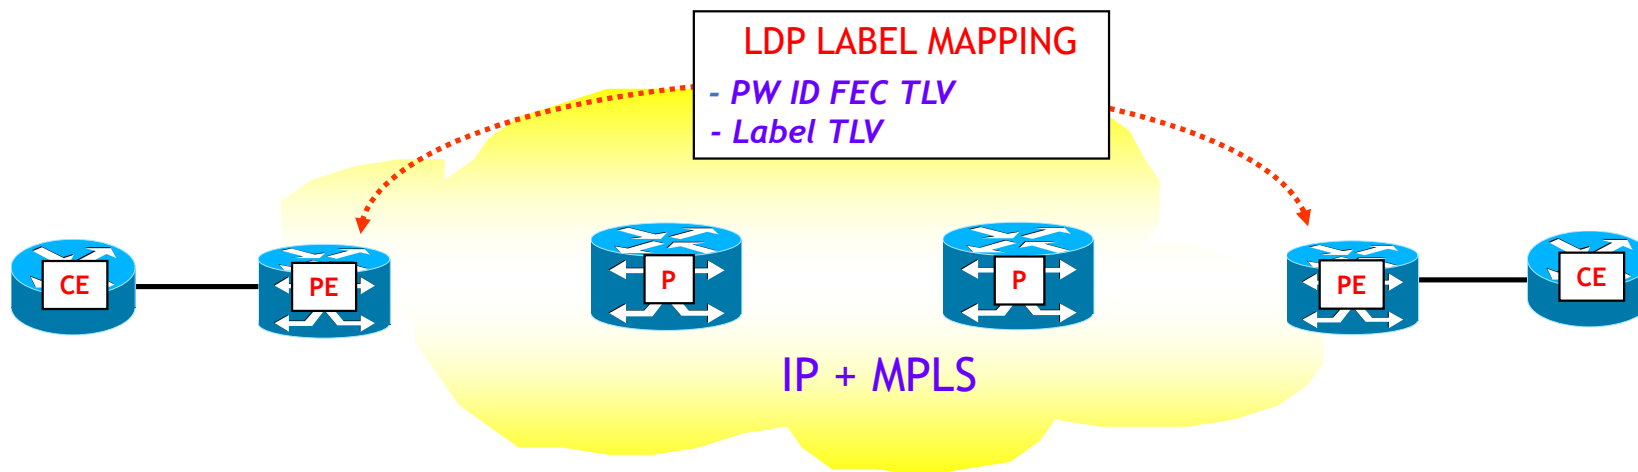 LDP LABEL MAPPING
- PW ID FEC TLV
- Label TLV
CE
PE
P
P
PE
CE
IP + MPLS